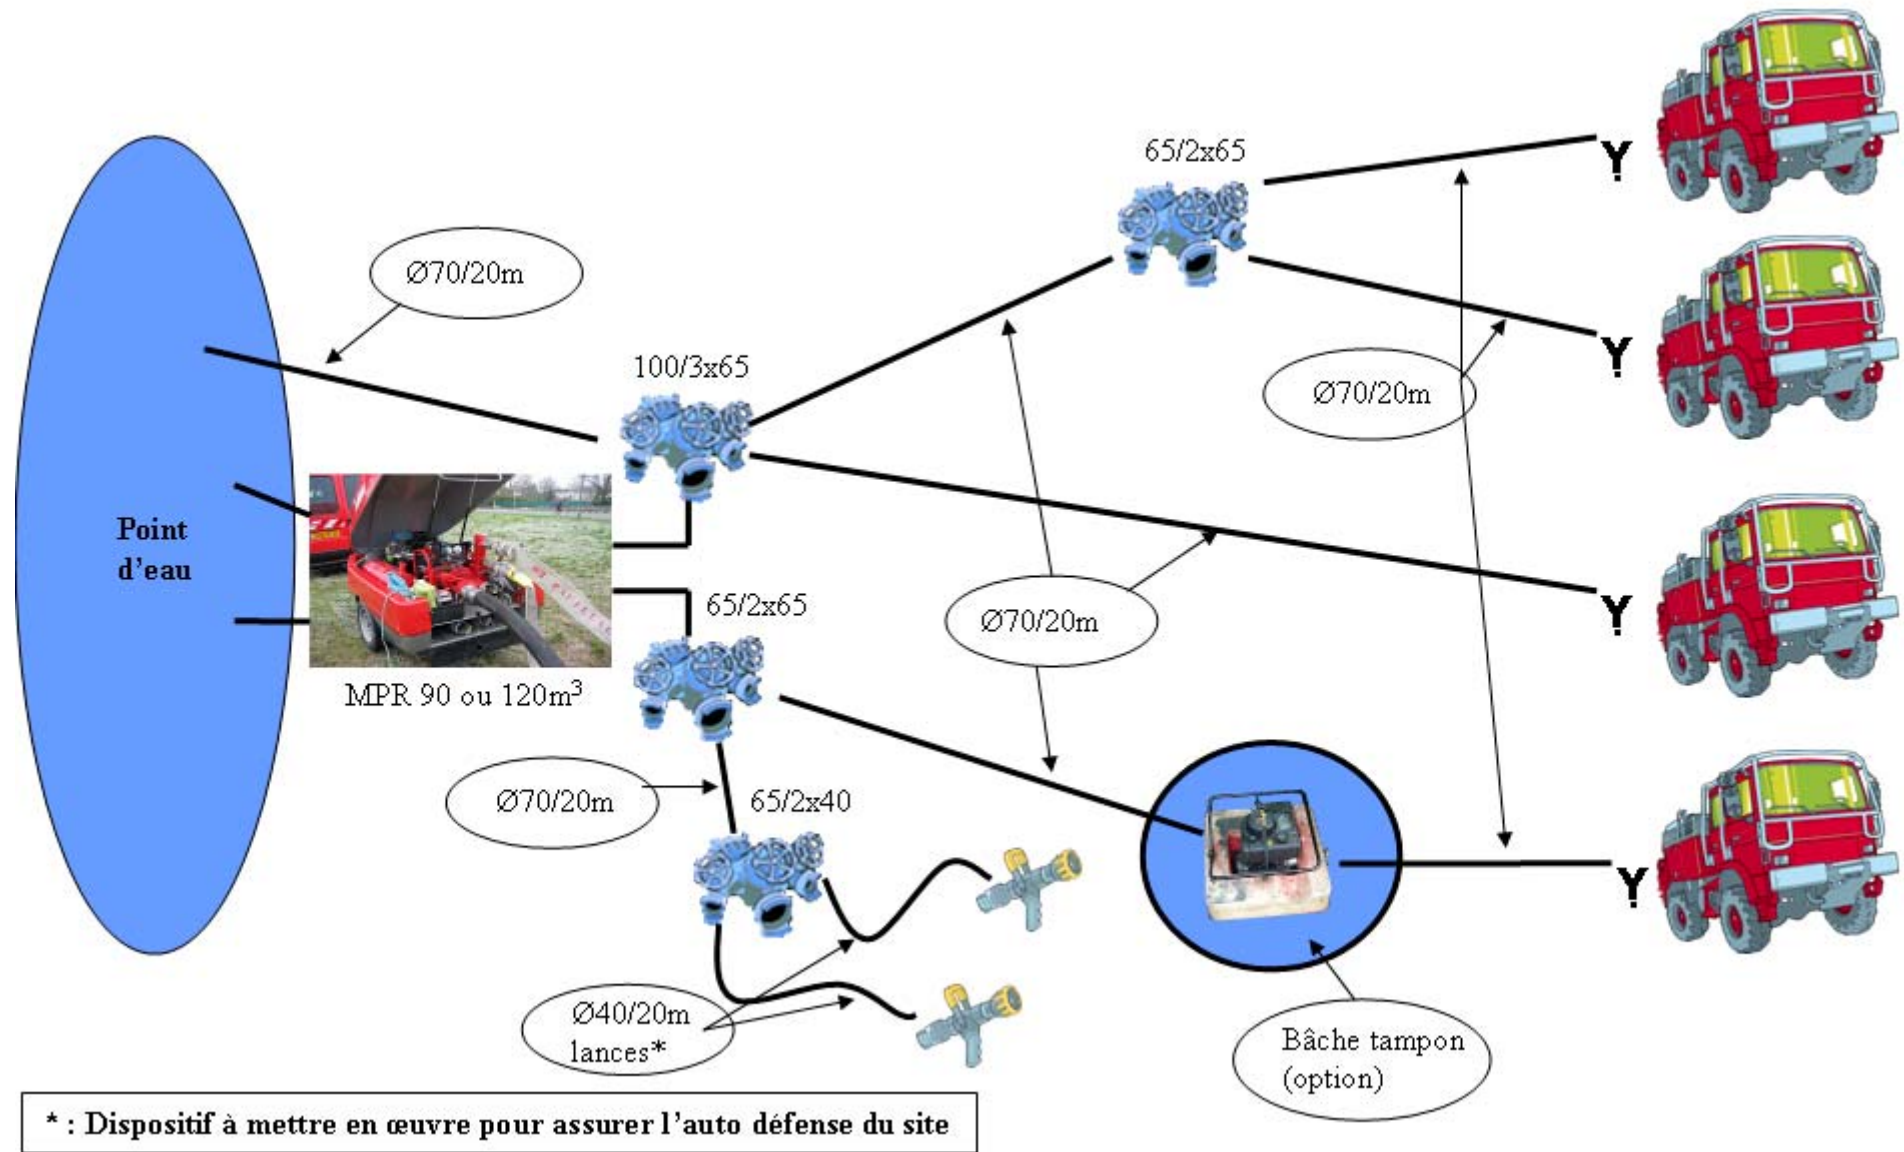 65/2x65
Ø70/20m
100/3x65
Ø70/20m
Point
d'eau
65/2x65
Ø70/20m
MPR 90 ou 120m³
Ø70/20m
65/2x40
Ø40/20m
lances*
Bâche tampon
(option)
* : Dispositif à mettre en œuvre pour assurer l'auto défense du site